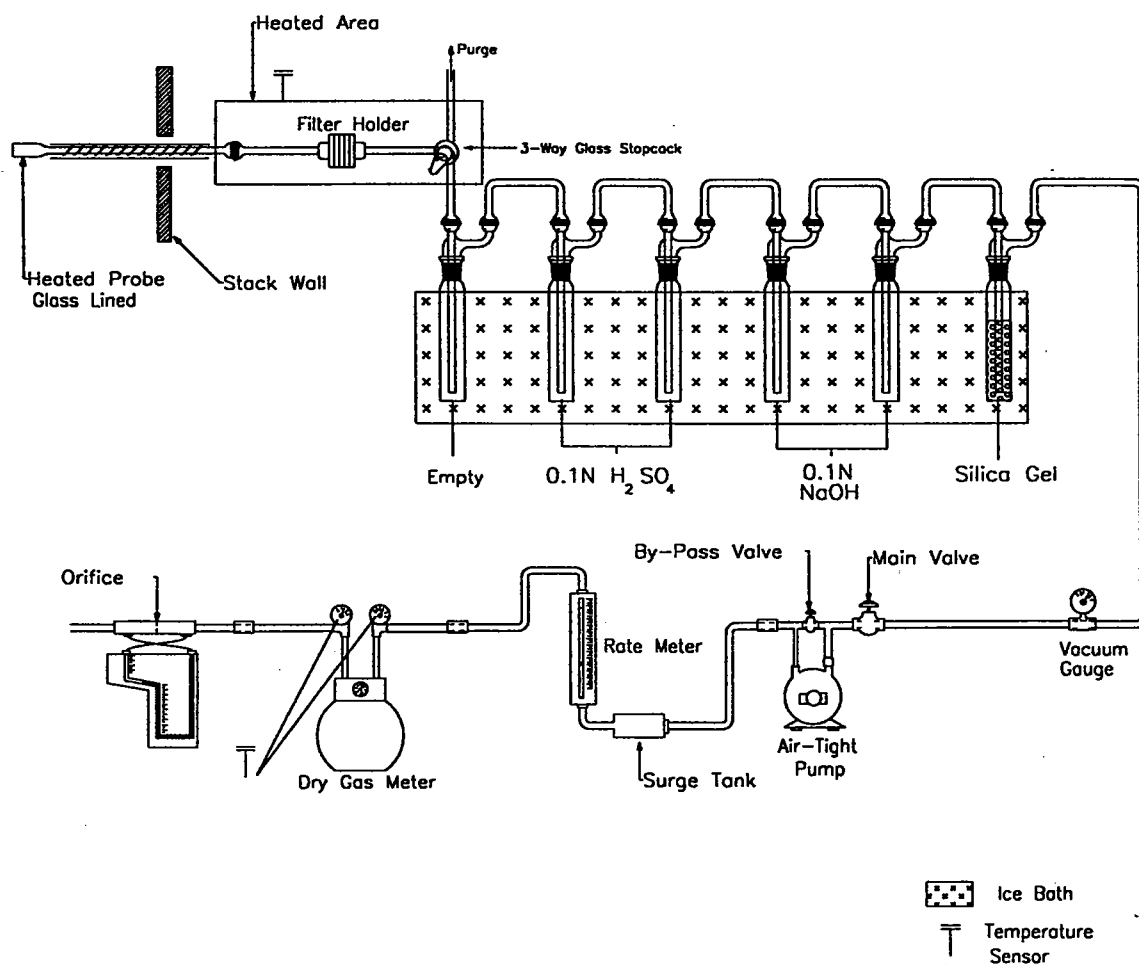 Heated Area
Purge
Filter Holder
3-Way Glass Stopcock
Heated Probe
Glass Lined
Stack Wall
Empty
0.1N H2SO4
0.1N
NaOH
Silica Gel
By-Pass Valve
Main Valve
Orifice
Rate Meter
Vacuum
Gauge
Air-Tight
Pump
Dry Gas Meter
Surge Tank
Ice Bath
Temperature
Sensor